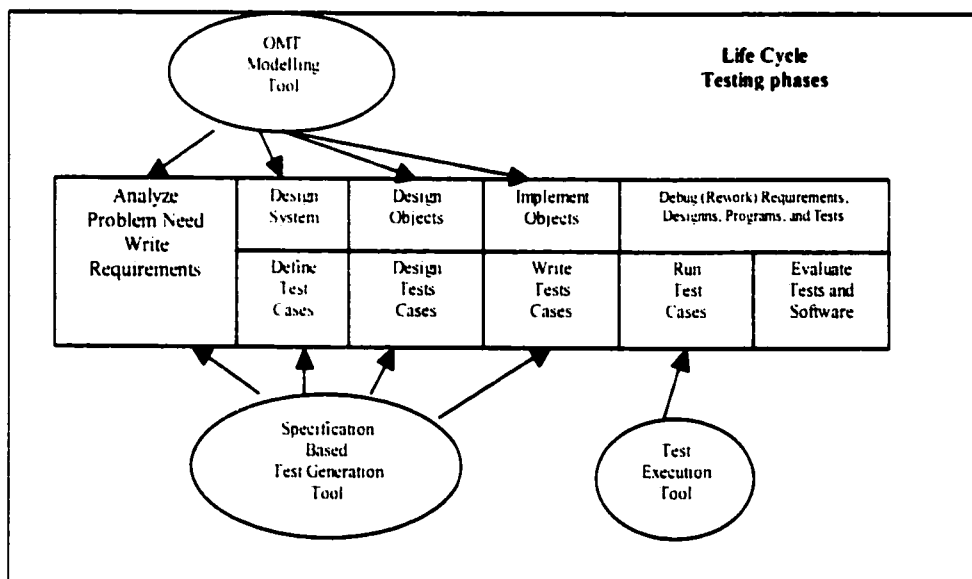 OMT
Modelling
Tool
Life Cycle
Testing phases
Analyze
Problem Need
Write
Requirements
Design
System
Design
Objects
Implement
Objects
Debug (Rework) Requirements,
Designns, Programs, and Tests
Define
Test
Cases
Design
Tests
Cases
Write
Tests
Cases
Run
Test
Cases
Evaluate
Tests and
Software
Specification
Based
Test Generation
Tool
Test
Execution
Tool